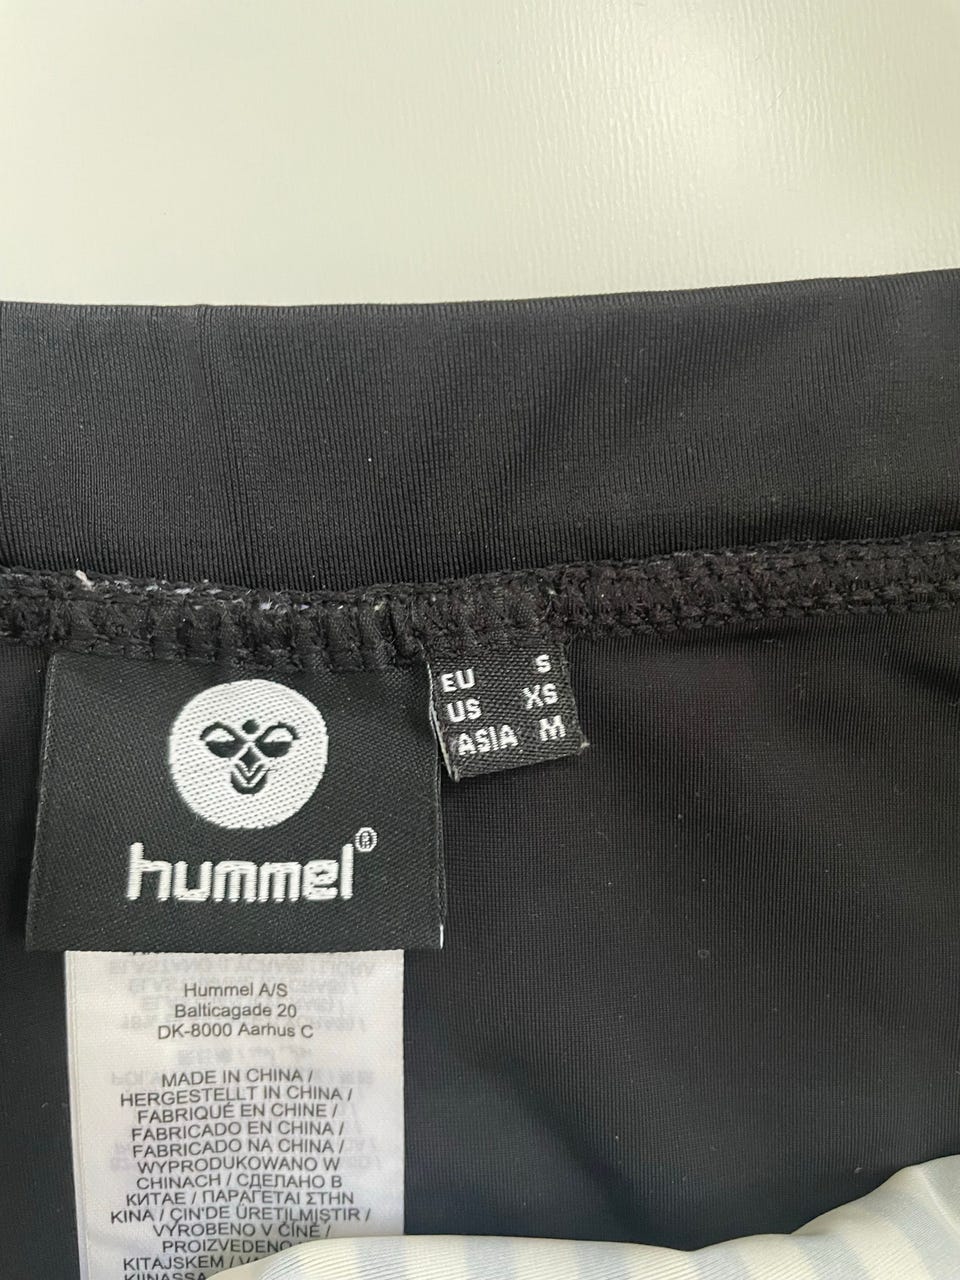 EU S
US XS
ASIA M
hummel®
Hummel A/S
Balticagade 20
DK-8000 Aarhus C
MADE IN CHINA /
HERGESTELLT IN CHINA /
FABRIQUÉ EN CHINE /
FABRICADO EN CHINA /
FABRICADO NA CHINA /
WYPRODUKOWANO W
CHINACH / СДЕЛАНО В
КИТАЕ / ΠΑΡΑΓΕΤΑΙ ΣΤΗΝ
ΚΙΝΑ / ÇIN'DE ÜRETILMIŞTIR /
VYROBENO V ČÍNĚ /
PROIZVEDENO
KITAJSKEM /
KIINASSA